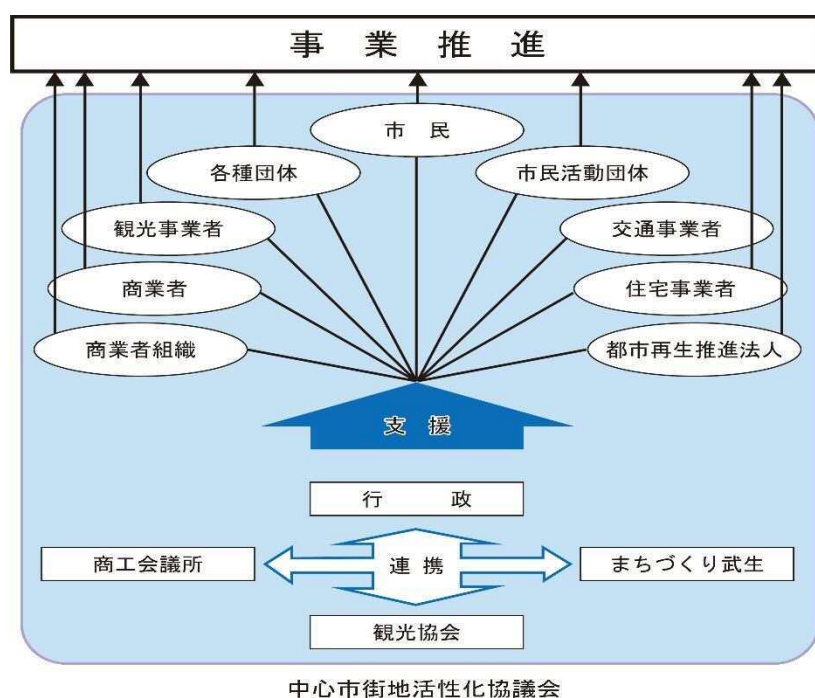 事業推進
市民
各種団体
市民活動団体
観光事業者
交通事業者
商業者
住宅事業者
商業者組織
都市再生推進法人
支援
行政
商工会議所
連携
まちづくり武生
観光協会
中心市街地活性化協議会